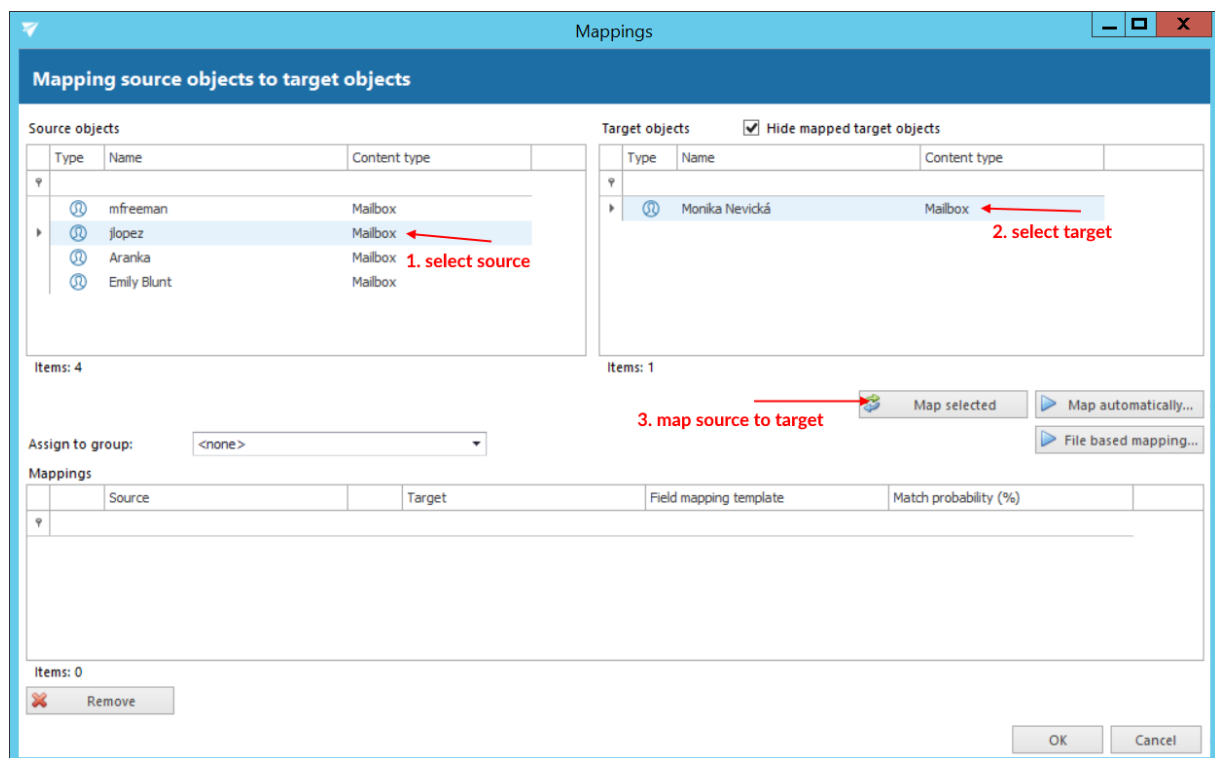 Mappings
X
Mapping source objects to target objects
Source objects
Type Name Content type
mfreeman Mailbox
jlopez Mailbox
Aranka Mailbox
Emily Blunt Mailbox
1. select source
Items: 4
Target objects Hide mapped target objects
Type Name Content type
Monika Nevická Mailbox
2. select target
Items: 1
3. map source to target
Map selected Map automatically...
File based mapping...
Assign to group: <none>
Mappings
Source Target Field mapping template Match probability (%)
Items: 0
Remove
OK Cancel